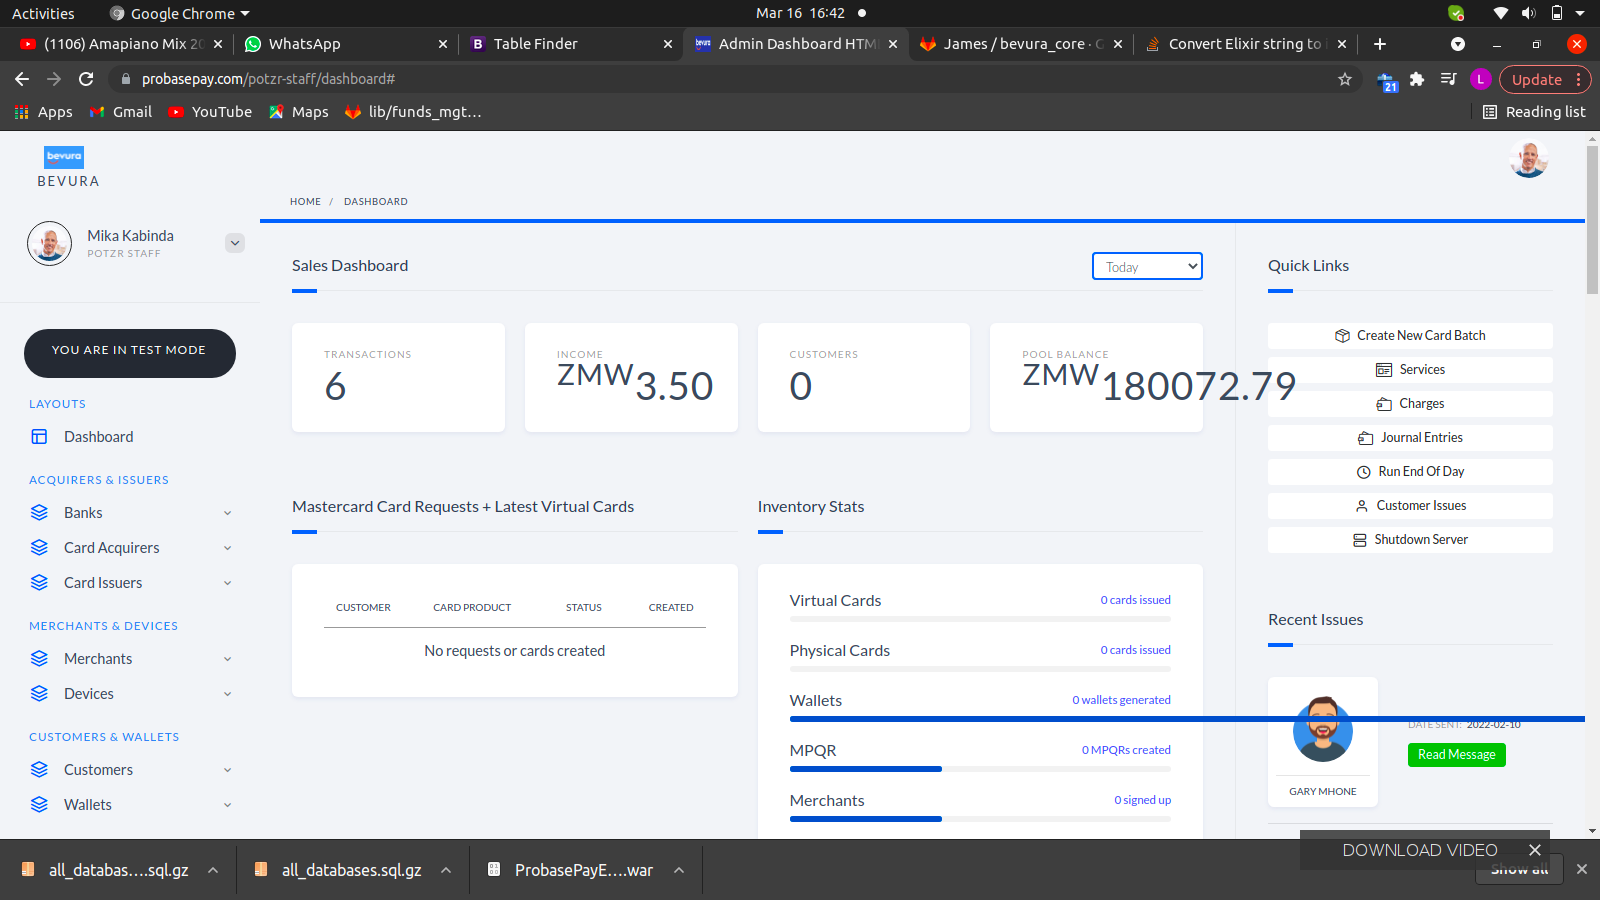 Activities
Google Chrome
Mar 16 16:42
(1106) Amapiano Mix 20
WhatsApp
B Table Finder
bevura Admin Dashboard HTM
James / bevura_core · G
Convert Elixir string to i
probasepay.com/potzr-staff/dashboard#
21
L
Update
Apps
Gmail
YouTube
Maps
lib/funds_mgt...
Reading list
bevura
BEVURA
HOME / DASHBOARD
Mika Kabinda
POTZR STAFF
YOU ARE IN TEST MODE
LAYOUTS
Dashboard
ACQUIRERS & ISSUERS
Banks
Card Acquirers
Card Issuers
MERCHANTS & DEVICES
Merchants
Devices
CUSTOMERS & WALLETS
Customers
Wallets
Sales Dashboard
Today
TRANSACTIONS
6
INCOME
ZMW3.50
CUSTOMERS
0
POOL BALANCE
ZMW180072.79
Mastercard Card Requests + Latest Virtual Cards
CUSTOMER CARD PRODUCT STATUS CREATED
No requests or cards created
Inventory Stats
Virtual Cards 0 cards issued
Physical Cards 0 cards issued
Wallets 0 wallets generated
MPQR 0 MPQRs created
Merchants 0 signed up
Quick Links
Create New Card Batch
Services
Charges
Journal Entries
Run End Of Day
Customer Issues
Shutdown Server
Recent Issues
DATE SENT: 2022-02-10
Read Message
GARY MHONE
all_databas....sql.gz
all_databases.sql.gz
ProbasePayE....war
DOWNLOAD VIDEO
Show all